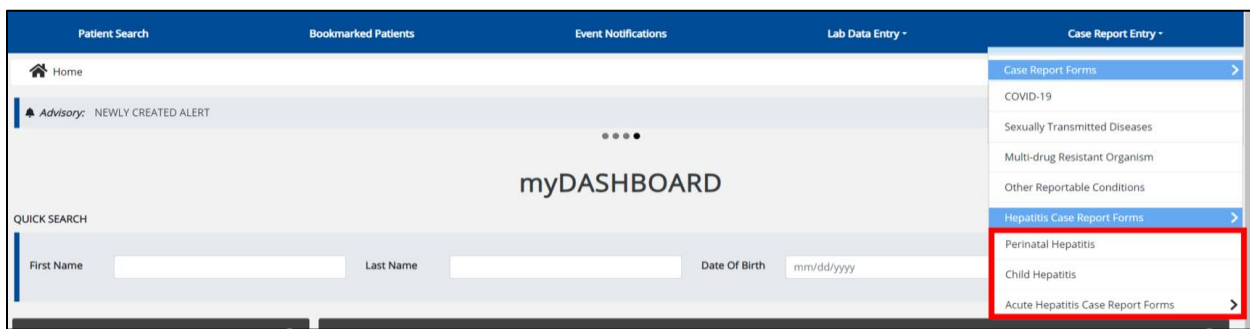 Patient Search
Bookmarked Patients
Event Notifications
Lab Data Entry
Case Report Entry
Home
Advisory: NEWLY CREATED ALERT
myDASHBOARD
QUICK SEARCH
First Name
Last Name
Date Of Birth
mm/dd/yyyy
Case Report Forms
COVID-19
Sexually Transmitted Diseases
Multi-drug Resistant Organism
Other Reportable Conditions
Hepatitis Case Report Forms
Perinatal Hepatitis
Child Hepatitis
Acute Hepatitis Case Report Forms